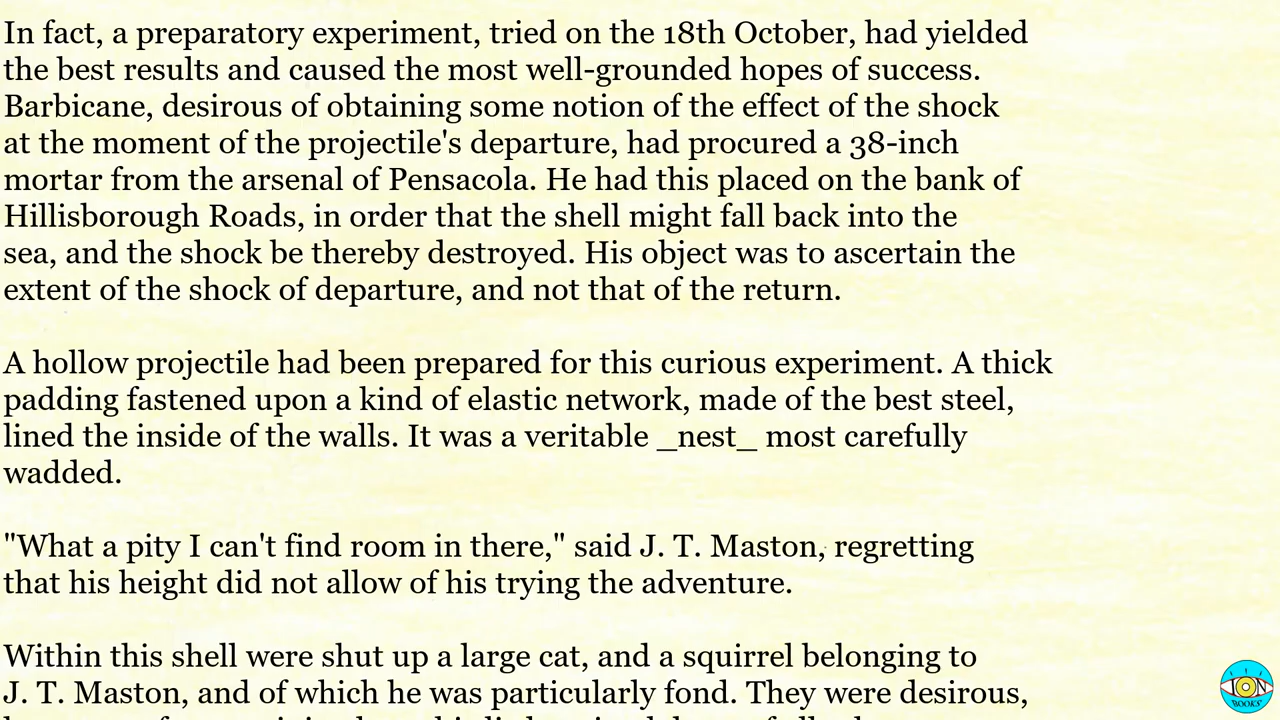 In fact, a preparatory experiment, tried on the 18th October, had yielded
the best results and caused the most well-grounded hopes of success.
Barbicane, desirous of obtaining some notion of the effect of the shock
at the moment of the projectile's departure, had procured a 38-inch
mortar from the arsenal of Pensacola. He had this placed on the bank of
Hillisborough Roads, in order that the shell might fall back into the
sea, and the shock be thereby destroyed. His object was to ascertain the
extent of the shock of departure, and not that of the return.
A hollow projectile had been prepared for this curious experiment. A thick
padding fastened upon a kind of elastic network, made of the best steel,
lined the inside of the walls. It was a veritable _nest_ most carefully
wadded.
"What a pity I can't find room in there," said J. T. Maston, regretting
that his height did not allow of his trying the adventure.
Within this shell were shut up a large cat, and a squirrel belonging to
J. T. Maston, and of which he was particularly fond. They were desirous,
ION
BOOKS